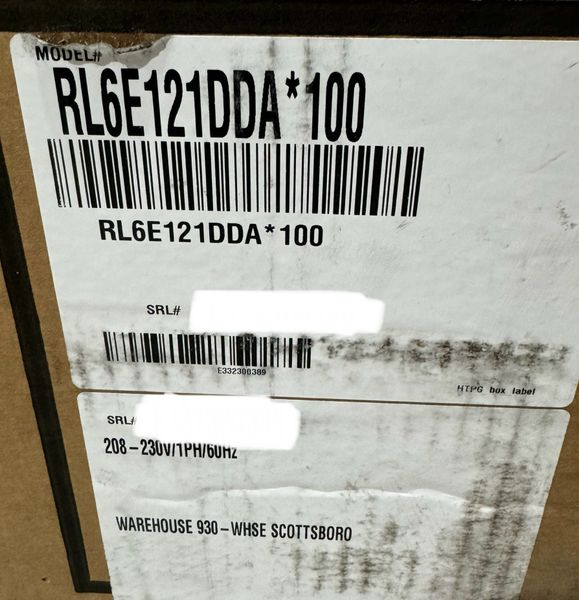 MODEL#
RL6E121DDA*100
RL6E121DDA*100
SRL#
E332300389
HTPG box label
SRL#
208-230V/1PH/60Hz
WAREHOUSE 930-WHSE SCOTTSBORO